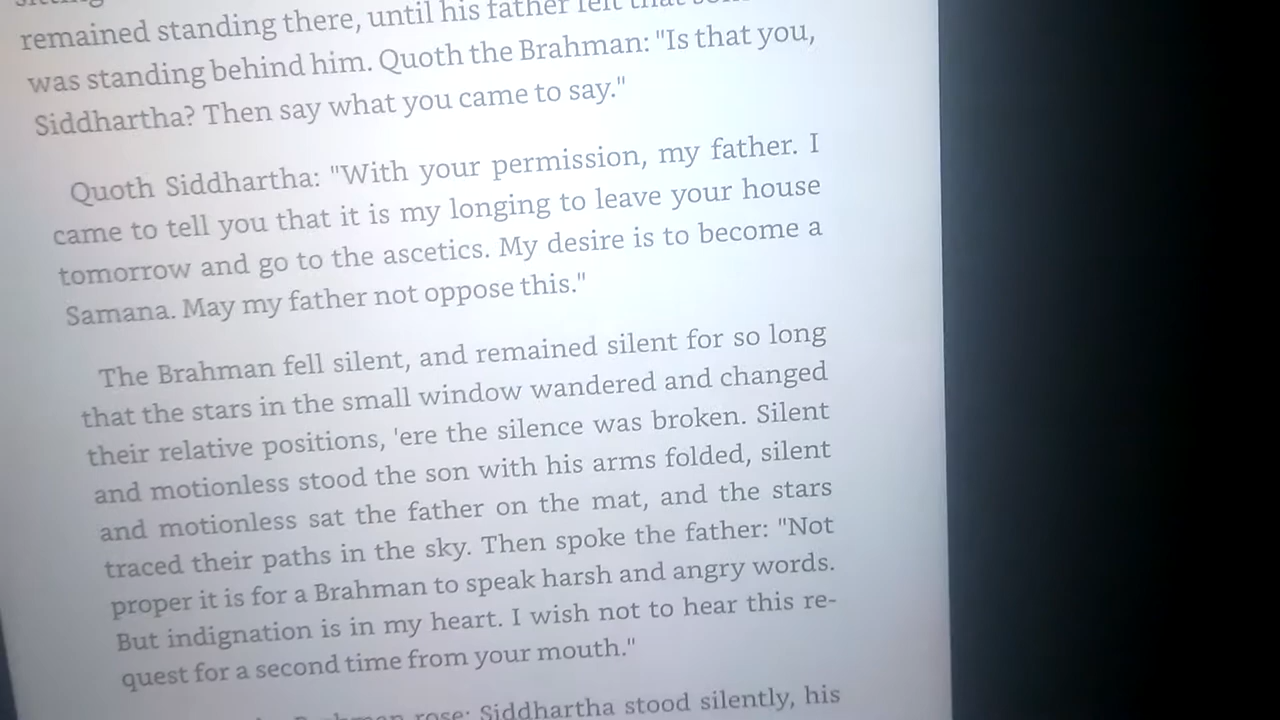 remained standing there, until his father felt that
was standing behind him. Quoth the Brahman: "Is that you,
Siddhartha? Then say what you came to say."
Quoth Siddhartha: "With your permission, my father. I
came to tell you that it is my longing to leave your house
tomorrow and go to the ascetics. My desire is to become a
Samana. May my father not oppose this."
The Brahman fell silent, and remained silent for so long
that the stars in the small window wandered and changed
their relative positions, 'ere the silence was broken. Silent
and motionless stood the son with his arms folded, silent
and motionless sat the father on the mat, and the stars
traced their paths in the sky. Then spoke the father: "Not
proper it is for a Brahman to speak harsh and angry words.
But indignation is in my heart. I wish not to hear this re-
quest for a second time from your mouth."
Brahman rose; Siddhartha stood silently, his